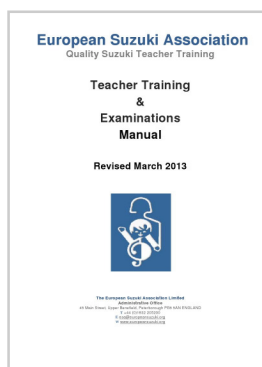 European Suzuki Association
Quality Suzuki Teacher Training
Teacher Training
&
Examinations
Manual
Revised March 2013
The European Suzuki Association Limited
Administrative Office